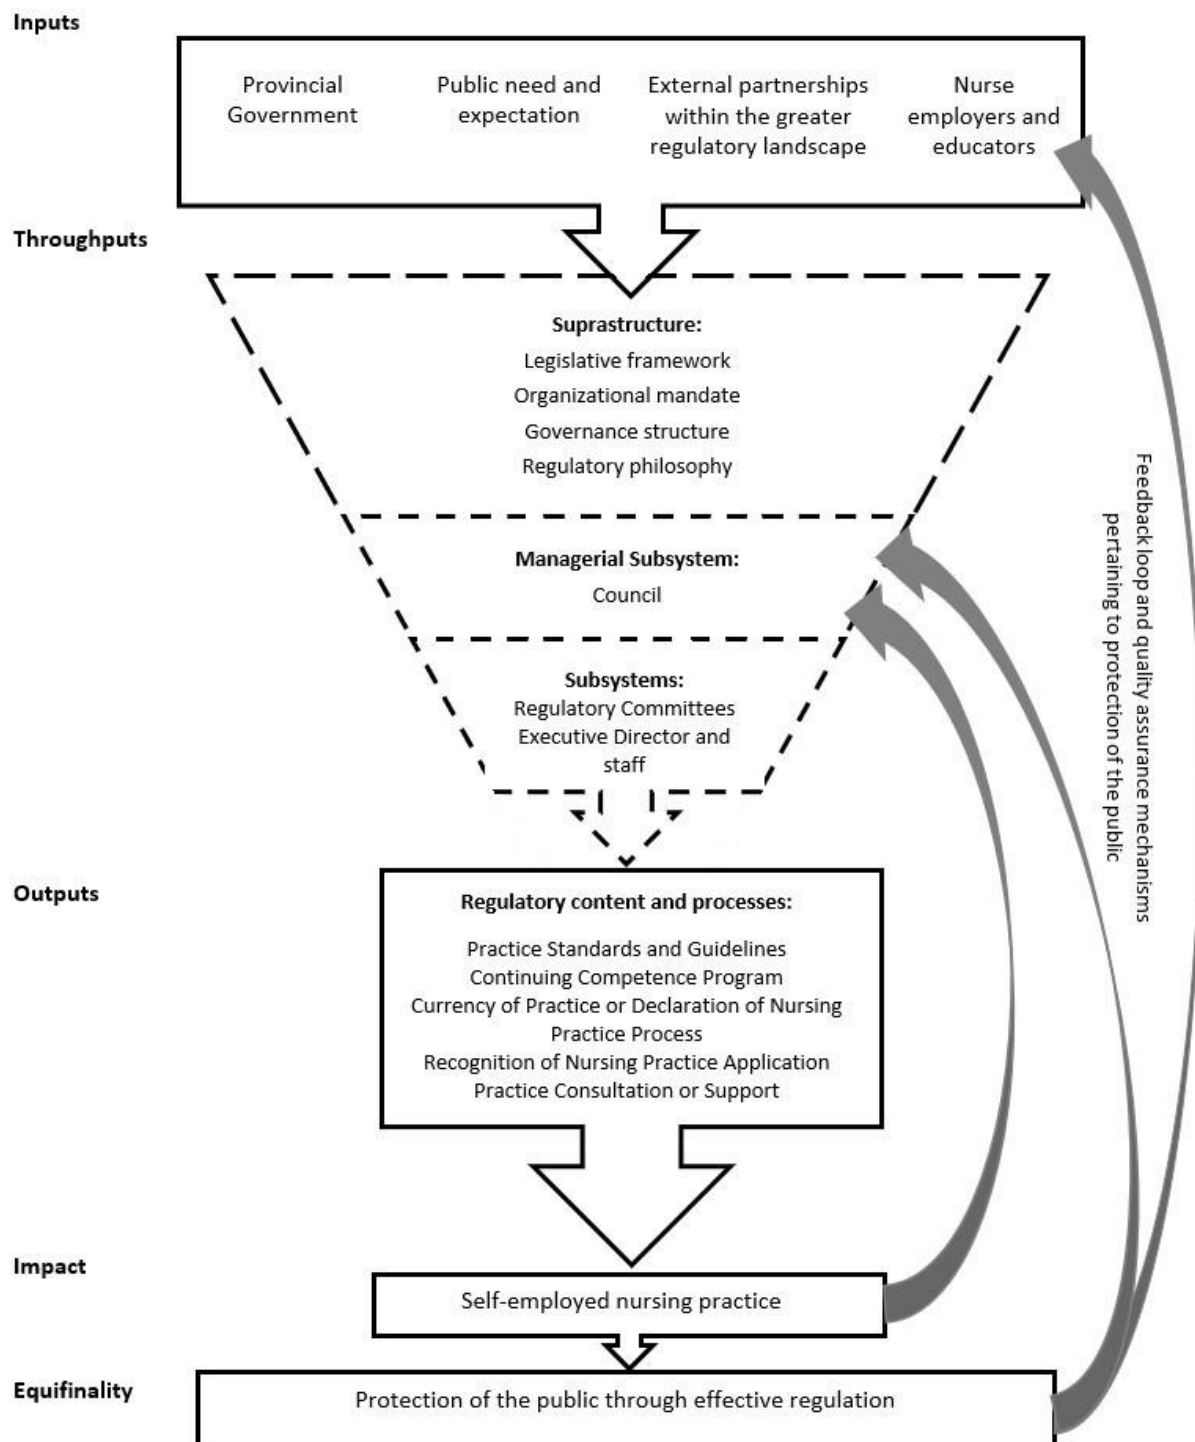 Inputs
Provincial
Government
Public need and
expectation
External partnerships
within the greater
regulatory landscape
Nurse
employers and
educators
Throughputs
Suprastructure:
Legislative framework
Organizational mandate
Governance structure
Regulatory philosophy
Managerial Subsystem:
Council
Subsystems:
Regulatory Committees
Executive Director and
staff
Feedback loop and quality assurance mechanisms
pertaining to protection of the public
Outputs
Regulatory content and processes:
Practice Standards and Guidelines
Continuing Competence Program
Currency of Practice or Declaration of Nursing
Practice Process
Recognition of Nursing Practice Application
Practice Consultation or Support
Impact
Self-employed nursing practice
Equifinality
Protection of the public through effective regulation